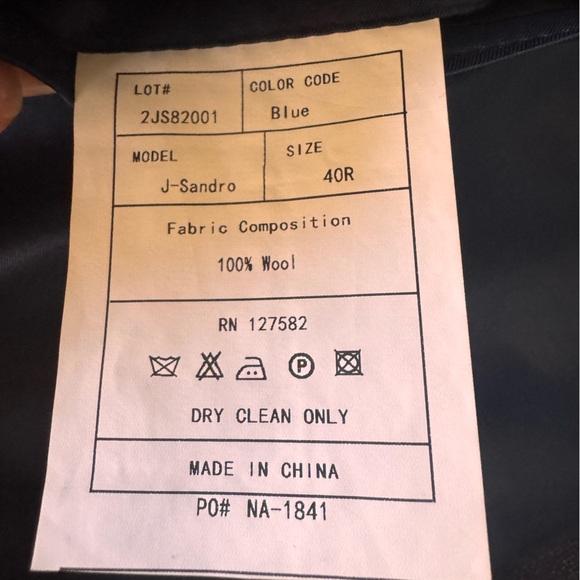 LOT# COLOR CODE
2JS82001 Blue
MODEL SIZE
J-Sandro 40R
Fabric Composition
100% Wool
RN 127582
P
DRY CLEAN ONLY
MADE IN CHINA
PO# NA-1841